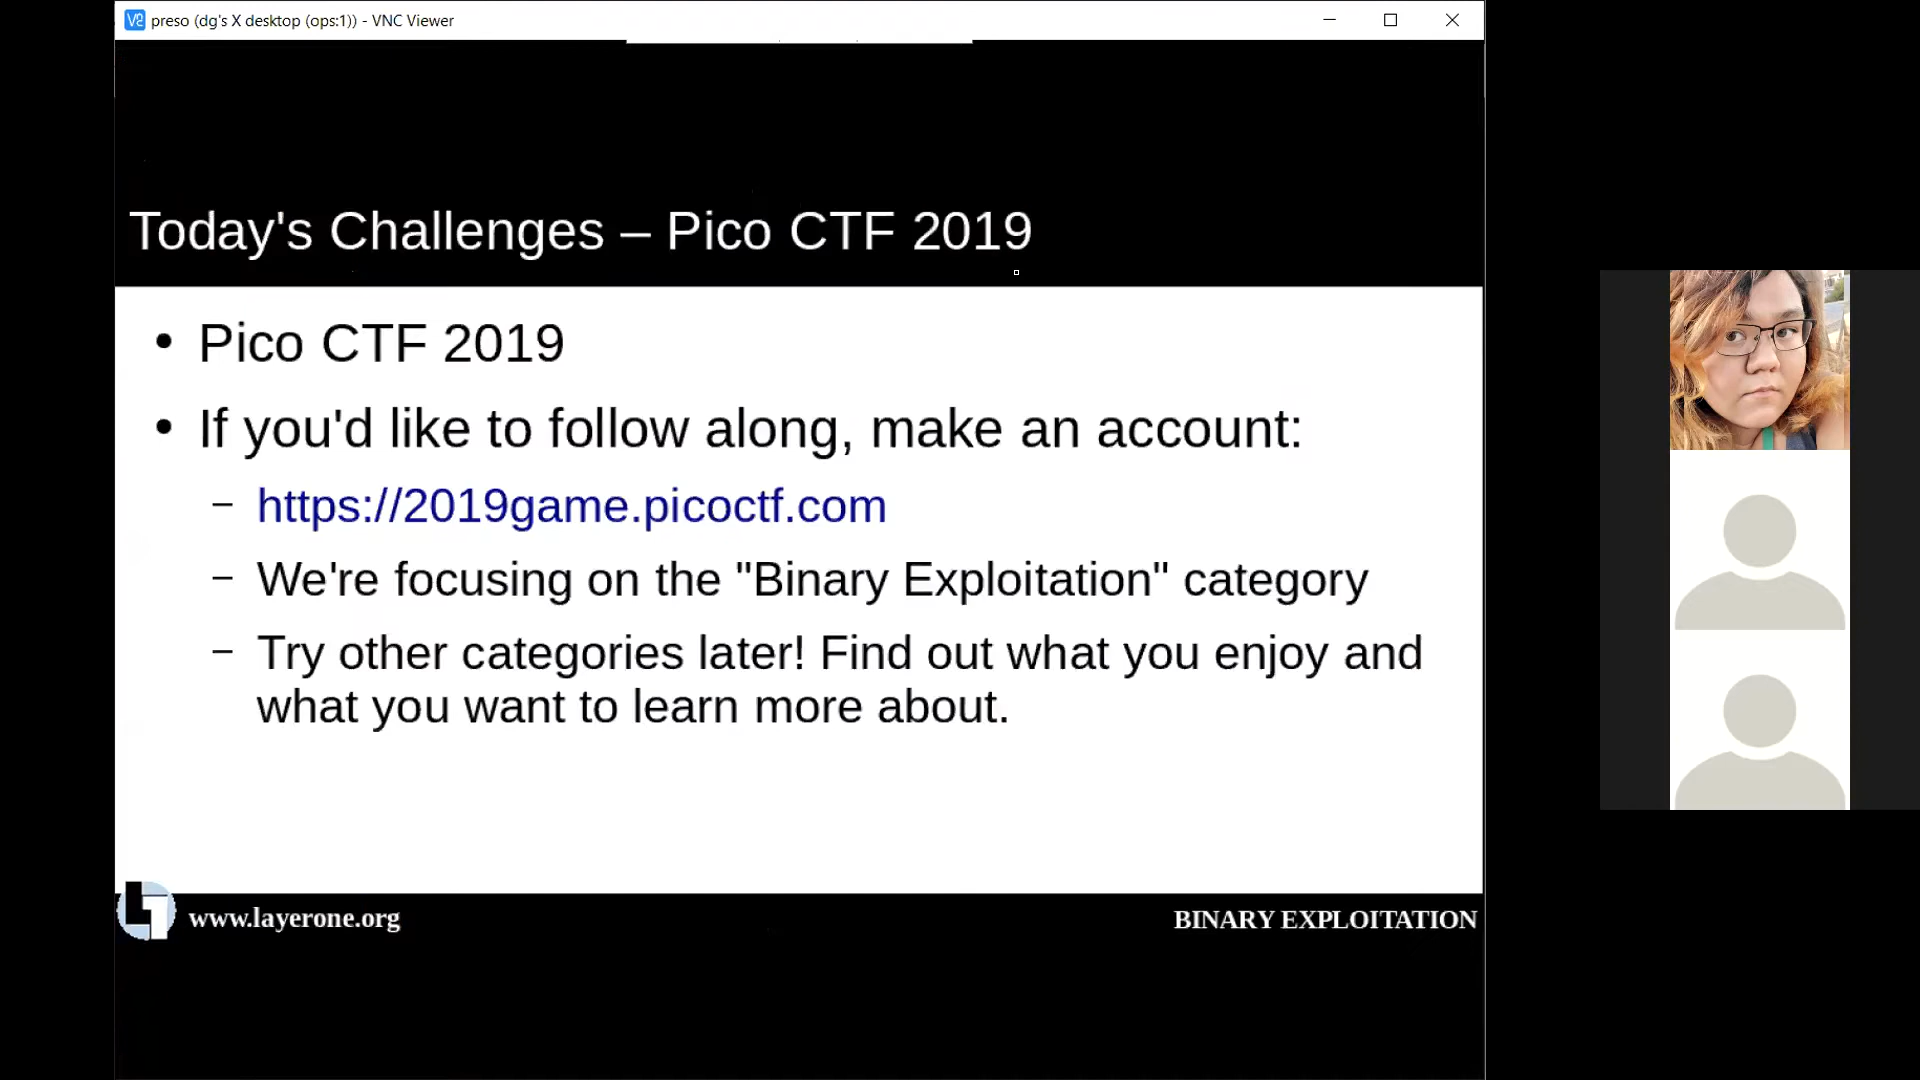 preso (dg's X desktop (ops:1)) - VNC Viewer
Today's Challenges – Pico CTF 2019
• Pico CTF 2019
• If you'd like to follow along, make an account:
– https://2019game.picoctf.com
– We're focusing on the "Binary Exploitation" category
– Try other categories later! Find out what you enjoy and
what you want to learn more about.
www.layerone.org
BINARY EXPLOITATION